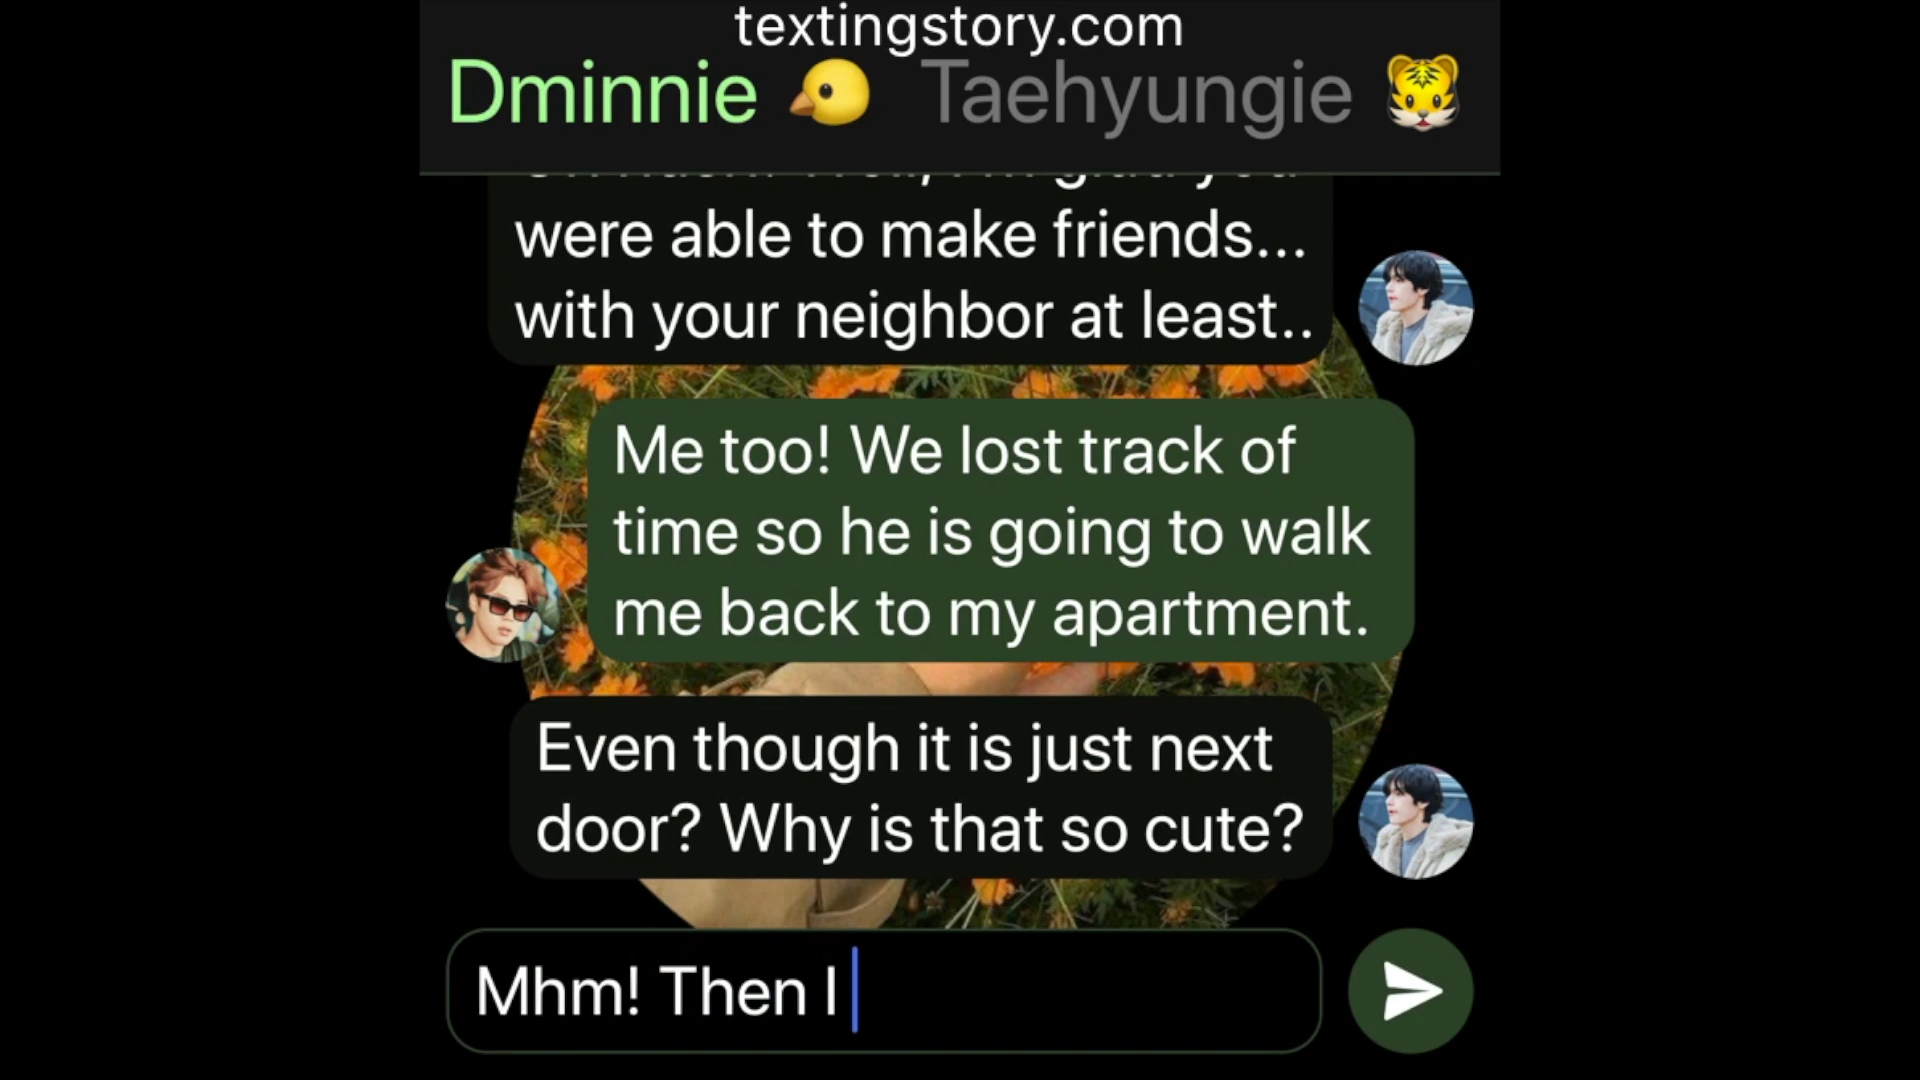 textingstory.com
Dminnie 🐤 Taehyungie 🐯
were able to make friends...
with your neighbor at least..
Me too! We lost track of
time so he is going to walk
me back to my apartment.
Even though it is just next
door? Why is that so cute?
Mhm! Then I